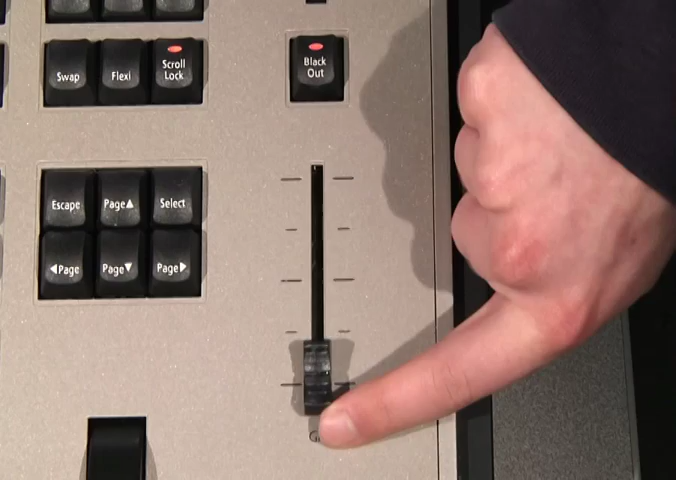 Swap
Flexi
Scroll
Lock
Black
Out
Escape
Page▲
Select
◀Page
Page▼
Page▶